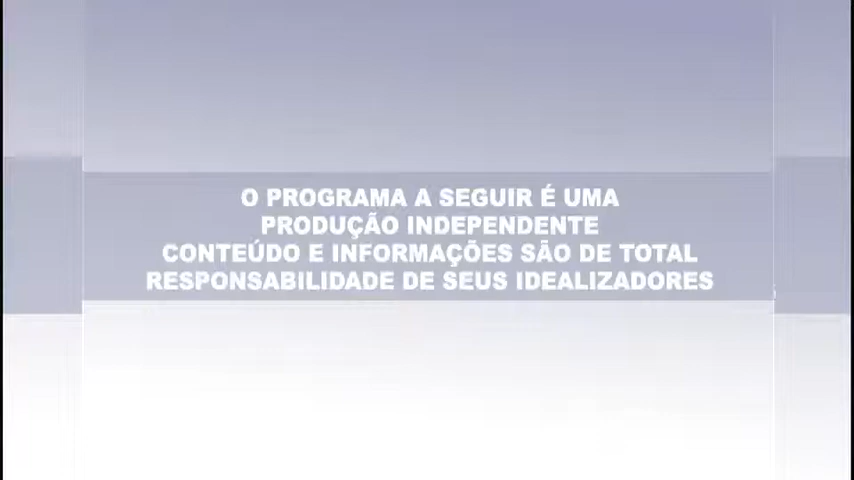 O PROGRAMA A SEGUIR É UMA
PRODUÇÃO INDEPENDENTE
CONTEÚDO E INFORMAÇÕES SÃO DE TOTAL
RESPONSABILIDADE DE SEUS IDEALIZADORES